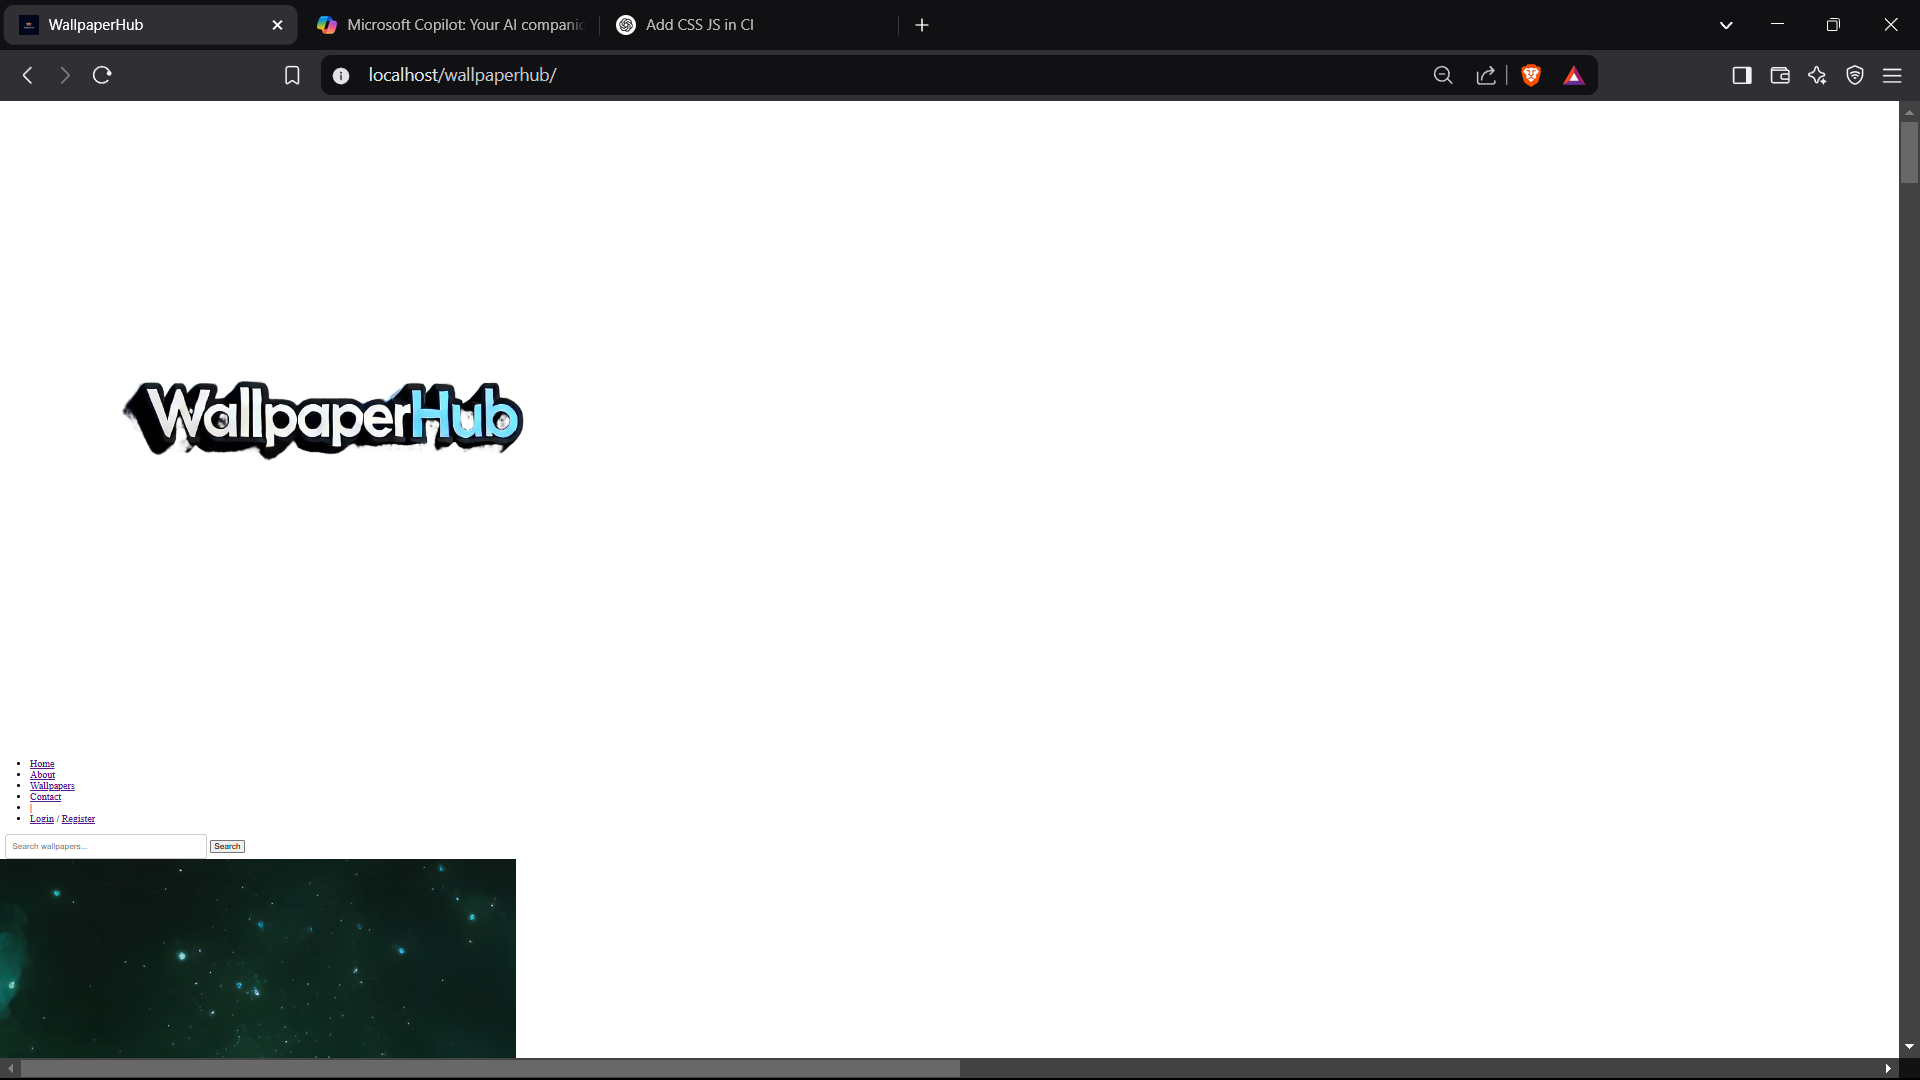 WallpaperHub
Microsoft Copilot: Your AI compani
Add CSS JS in CI
localhost/wallpaperhub/
WallpaperHub
Home
About
Wallpapers
Contact
|
Login / Register
Search wallpapers...
Search